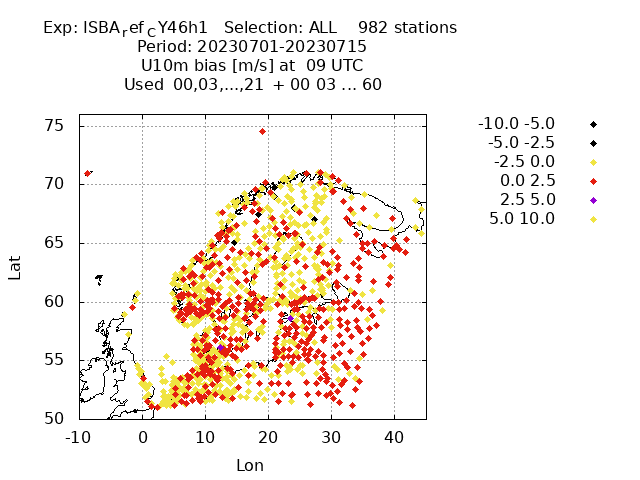 Exp: ISBArefCY46h1 Selection: ALL 982 stations
Period: 20230701-20230715
U10m bias [m/s] at 09 UTC
Used 00,03,...,21 + 00 03 ... 60
-10.0 -5.0
-5.0 -2.5
-2.5 0.0
0.0 2.5
2.5 5.0
5.0 10.0
75
70
65
60
55
50
Lat
-10 0 10 20 30 40
Lon